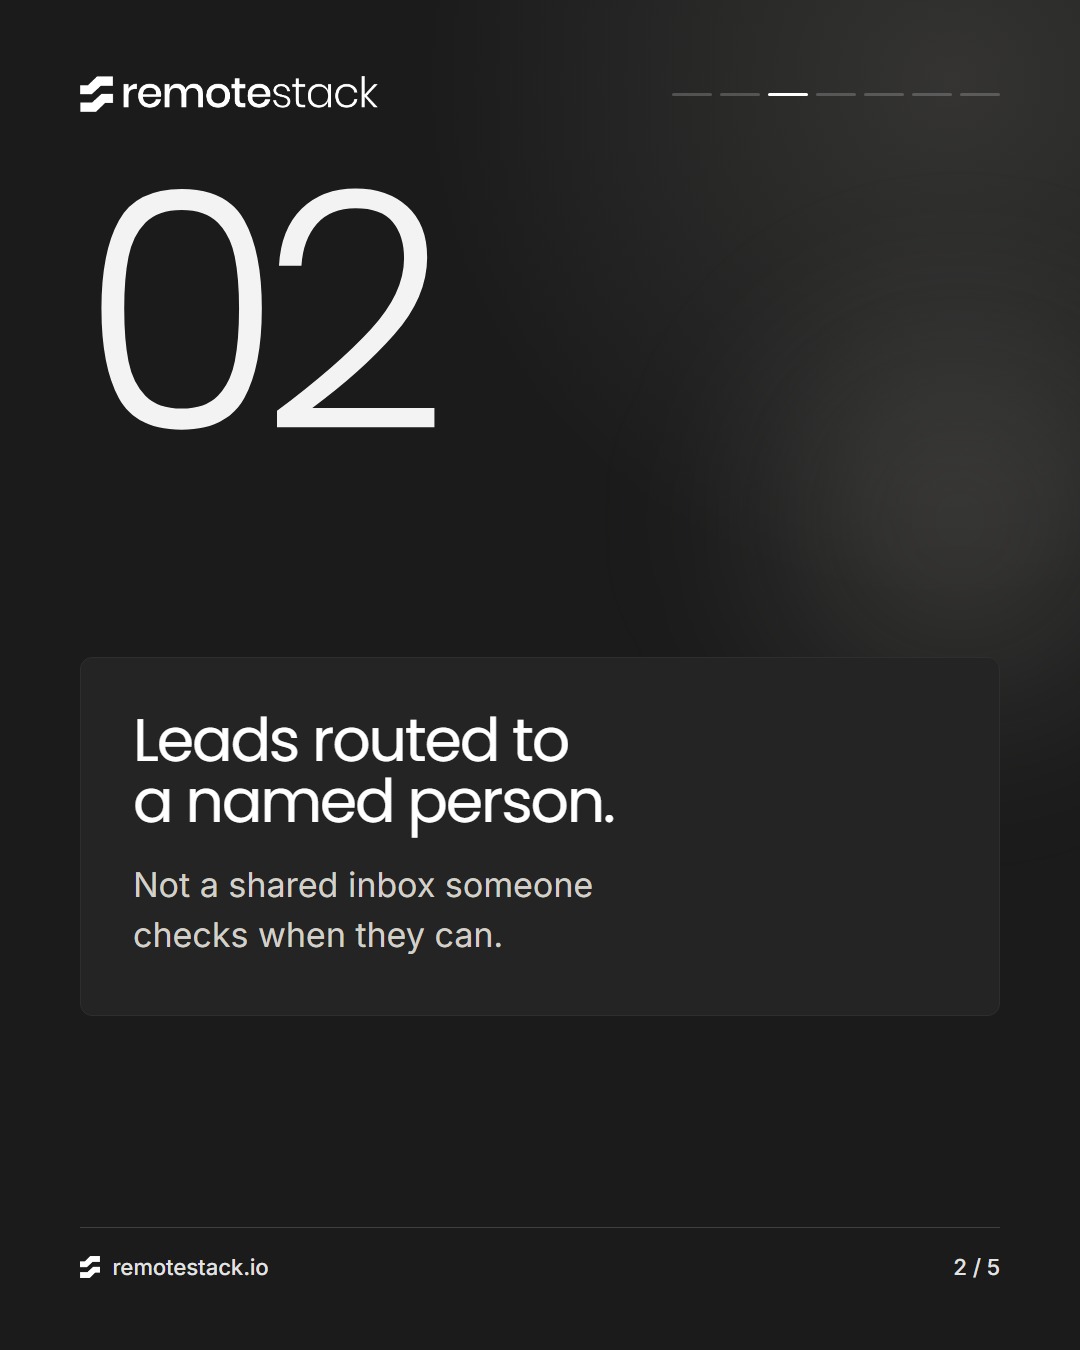 remotestack
02
Leads routed to
a named person.
Not a shared inbox someone
checks when they can.
remotestack.io
2 / 5